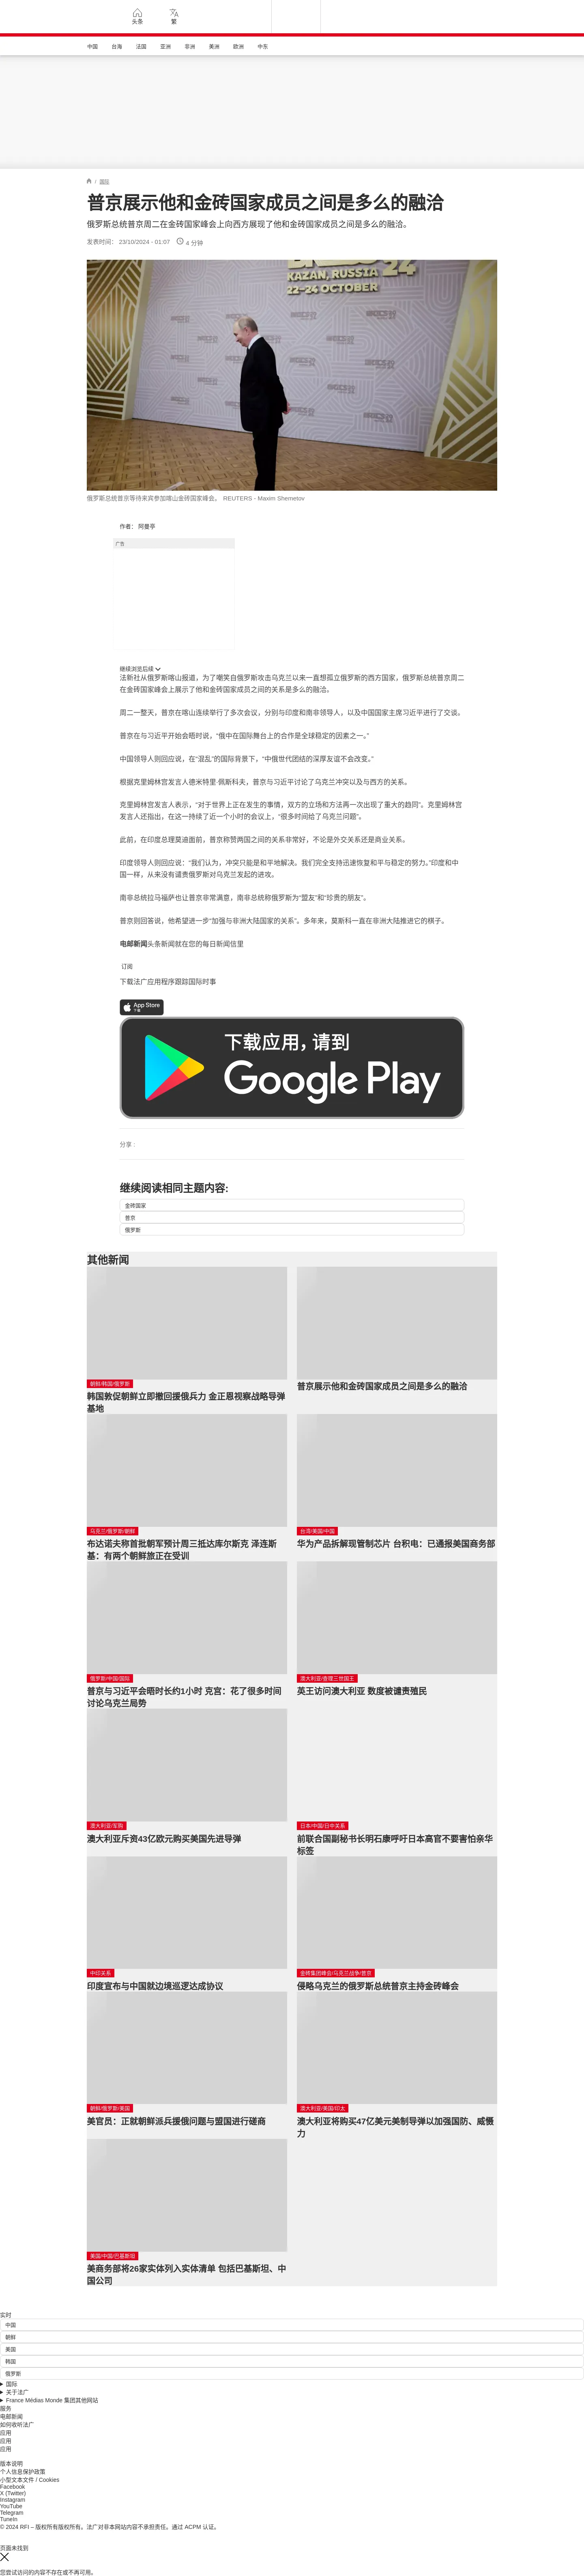 头条
繁
中国
台海
法国
亚洲
非洲
美洲
欧洲
中东
/ 国际
普京展示他和金砖国家成员之间是多么的融洽
俄罗斯总统普京周二在金砖国家峰会上向西方展现了他和金砖国家成员之间是多么的融洽。
发表时间： 23/10/2024 - 01:07 4 分钟
KAZAN, RUSSIA
22–24 OCTOBER
俄罗斯总统普京等待来宾参加喀山金砖国家峰会。 REUTERS - Maxim Shemetov
作者： 阿曼亭
广告
继续浏览后续
法新社从俄罗斯喀山报道，为了嘲笑自俄罗斯攻击乌克兰以来一直想孤立俄罗斯的西方国家，俄罗斯总统普京周二
在金砖国家峰会上展示了他和金砖国家成员之间的关系是多么的融洽。
周二一整天，普京在喀山连续举行了多次会议，分别与印度和南非领导人，以及中国国家主席习近平进行了交谈。
普京在与习近平开始会晤时说，“俄中在国际舞台上的合作是全球稳定的因素之一。”
中国领导人则回应说，在“混乱”的国际背景下，“中俄世代团结的深厚友谊不会改变。”
根据克里姆林宫发言人德米特里·佩斯科夫，普京与习近平讨论了乌克兰冲突以及与西方的关系。
克里姆林宫发言人表示，“对于世界上正在发生的事情，双方的立场和方法再一次出现了重大的趋同”。克里姆林宫
发言人还指出，在这一持续了近一个小时的会议上，“很多时间给了乌克兰问题”。
此前，在印度总理莫迪面前，普京称赞两国之间的关系非常好，不论是外交关系还是商业关系。
印度领导人则回应说：“我们认为，冲突只能是和平地解决。我们完全支持迅速恢复和平与稳定的努力。”印度和中
国一样，从来没有谴责俄罗斯对乌克兰发起的进攻。
南非总统拉马福萨也让普京非常满意，南非总统称俄罗斯为“盟友”和“珍贵的朋友”。
普京则回答说，他希望进一步“加强与非洲大陆国家的关系”。多年来，莫斯科一直在非洲大陆推进它的棋子。
电邮新闻头条新闻就在您的每日新闻信里
订阅
下载法广应用程序跟踪国际时事
App Store
下载
下载应用，请到
Google Play
分享 :
继续阅读相同主题内容:
金砖国家
普京
俄罗斯
其他新闻
朝鲜/韩国/俄罗斯
韩国敦促朝鲜立即撤回援俄兵力 金正恩视察战略导弹
基地
普京展示他和金砖国家成员之间是多么的融洽
乌克兰/俄罗斯/朝鲜
布达诺夫称首批朝军预计周三抵达库尔斯克 泽连斯
基：有两个朝鲜旅正在受训
台湾/美国/中国
华为产品拆解现管制芯片 台积电：已通报美国商务部
俄罗斯/中国/国际
普京与习近平会晤时长约1小时 克宫：花了很多时间
讨论乌克兰局势
澳大利亚/查理三世国王
英王访问澳大利亚 数度被谴责殖民
澳大利亚/军购
澳大利亚斥资43亿欧元购买美国先进导弹
日本/中国/日中关系
前联合国副秘书长明石康呼吁日本高官不要害怕亲华
标签
中印关系
印度宣布与中国就边境巡逻达成协议
金砖集团峰会/乌克兰战争/普京
侵略乌克兰的俄罗斯总统普京主持金砖峰会
朝鲜/俄罗斯/美国
美官员：正就朝鲜派兵援俄问题与盟国进行磋商
澳大利亚/美国/印太
澳大利亚将购买47亿美元美制导弹以加强国防、威慑
力
美国/中国/巴基斯坦
美商务部将26家实体列入实体清单 包括巴基斯坦、中
国公司
实时
中国
朝鲜
美国
韩国
俄罗斯
国际
关于法广
France Médias Monde 集团其他网站
服务
电邮新闻
如何收听法广
应用
应用
应用
版本说明
个人信息保护政策
小型文本文件 / Cookies
Facebook
X (Twitter)
Instagram
YouTube
Telegram
TuneIn
© 2024 RFI – 版权所有版权所有。法广对非本网站内容不承担责任。通过 ACPM 认证。
页面未找到
您尝试访问的内容不存在或不再可用。